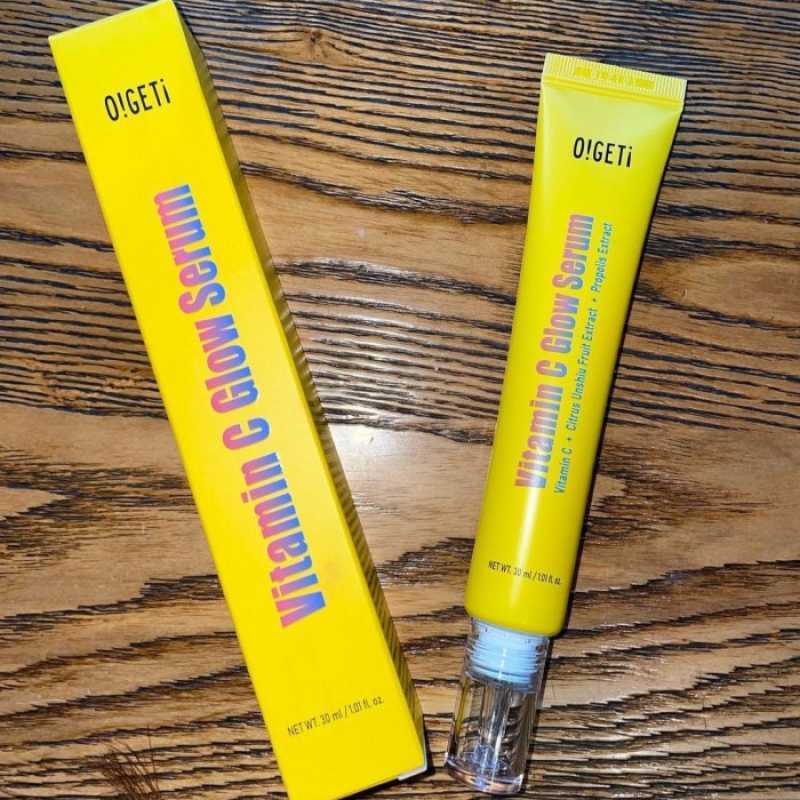 O!GETi
Vitamin C Glow Serum
NET WT. 30 ml / 1.01 fl. oz.
O!GETi
Vitamin C Glow Serum
Vitamin C + Citrus Unshiu Fruit Extract + Propolis Extract
NET WT. 30 ml / 1.01 fl. oz.